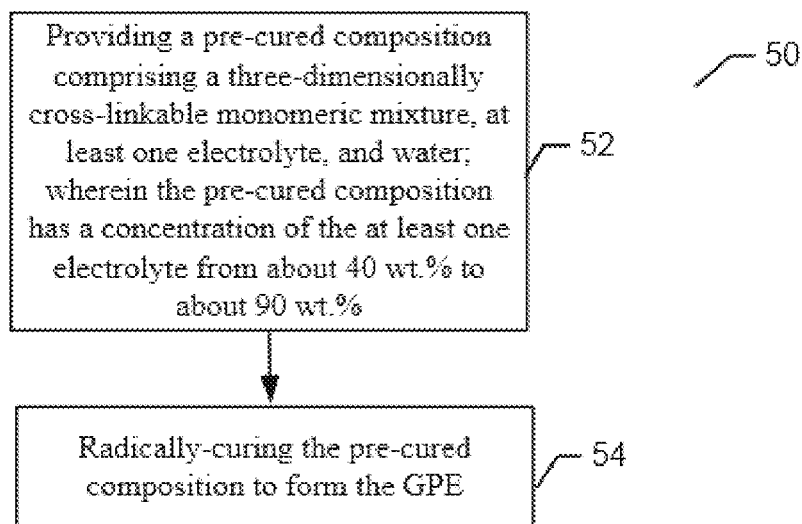 Providing a pre-cured composition
comprising a three-dimensionally
cross-linkable monomeric mixture, at
least one electrolyte, and water;
wherein the pre-cured composition
has a concentration of the at least one
electrolyte from about 40 wt.% to
about 90 wt.%
50
52
Radically-curing the pre-cured
composition to form the GPE
54